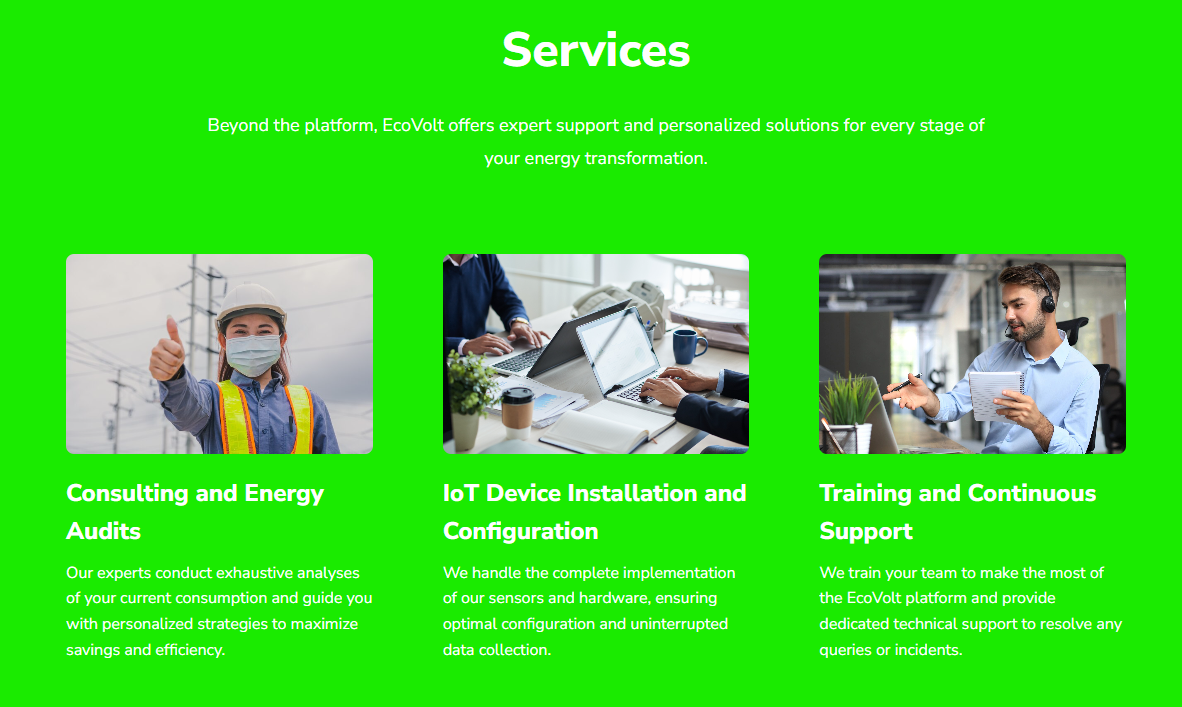 Services
Beyond the platform, EcoVolt offers expert support and personalized solutions for every stage of
your energy transformation.
Consulting and Energy
Audits
Our experts conduct exhaustive analyses
of your current consumption and guide you
with personalized strategies to maximize
savings and efficiency.
IoT Device Installation and
Configuration
We handle the complete implementation
of our sensors and hardware, ensuring
optimal configuration and uninterrupted
data collection.
Training and Continuous
Support
We train your team to make the most of
the EcoVolt platform and provide
dedicated technical support to resolve any
queries or incidents.